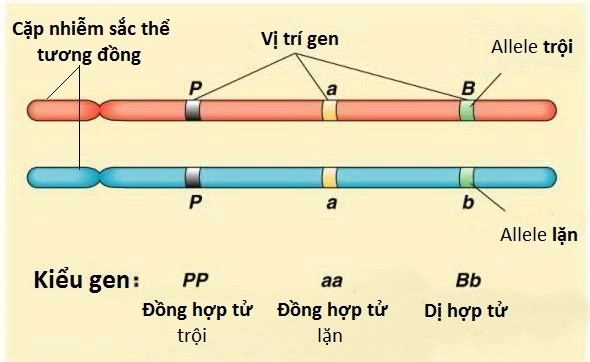 Cặp nhiễm sắc thể
tương đồng
Vị trí gen
Allele trội
P a B
P a b
Allele lặn
Kiểu gen: PP aa Bb
Đồng hợp tử Đồng hợp tử Dị hợp tử
trội lặn